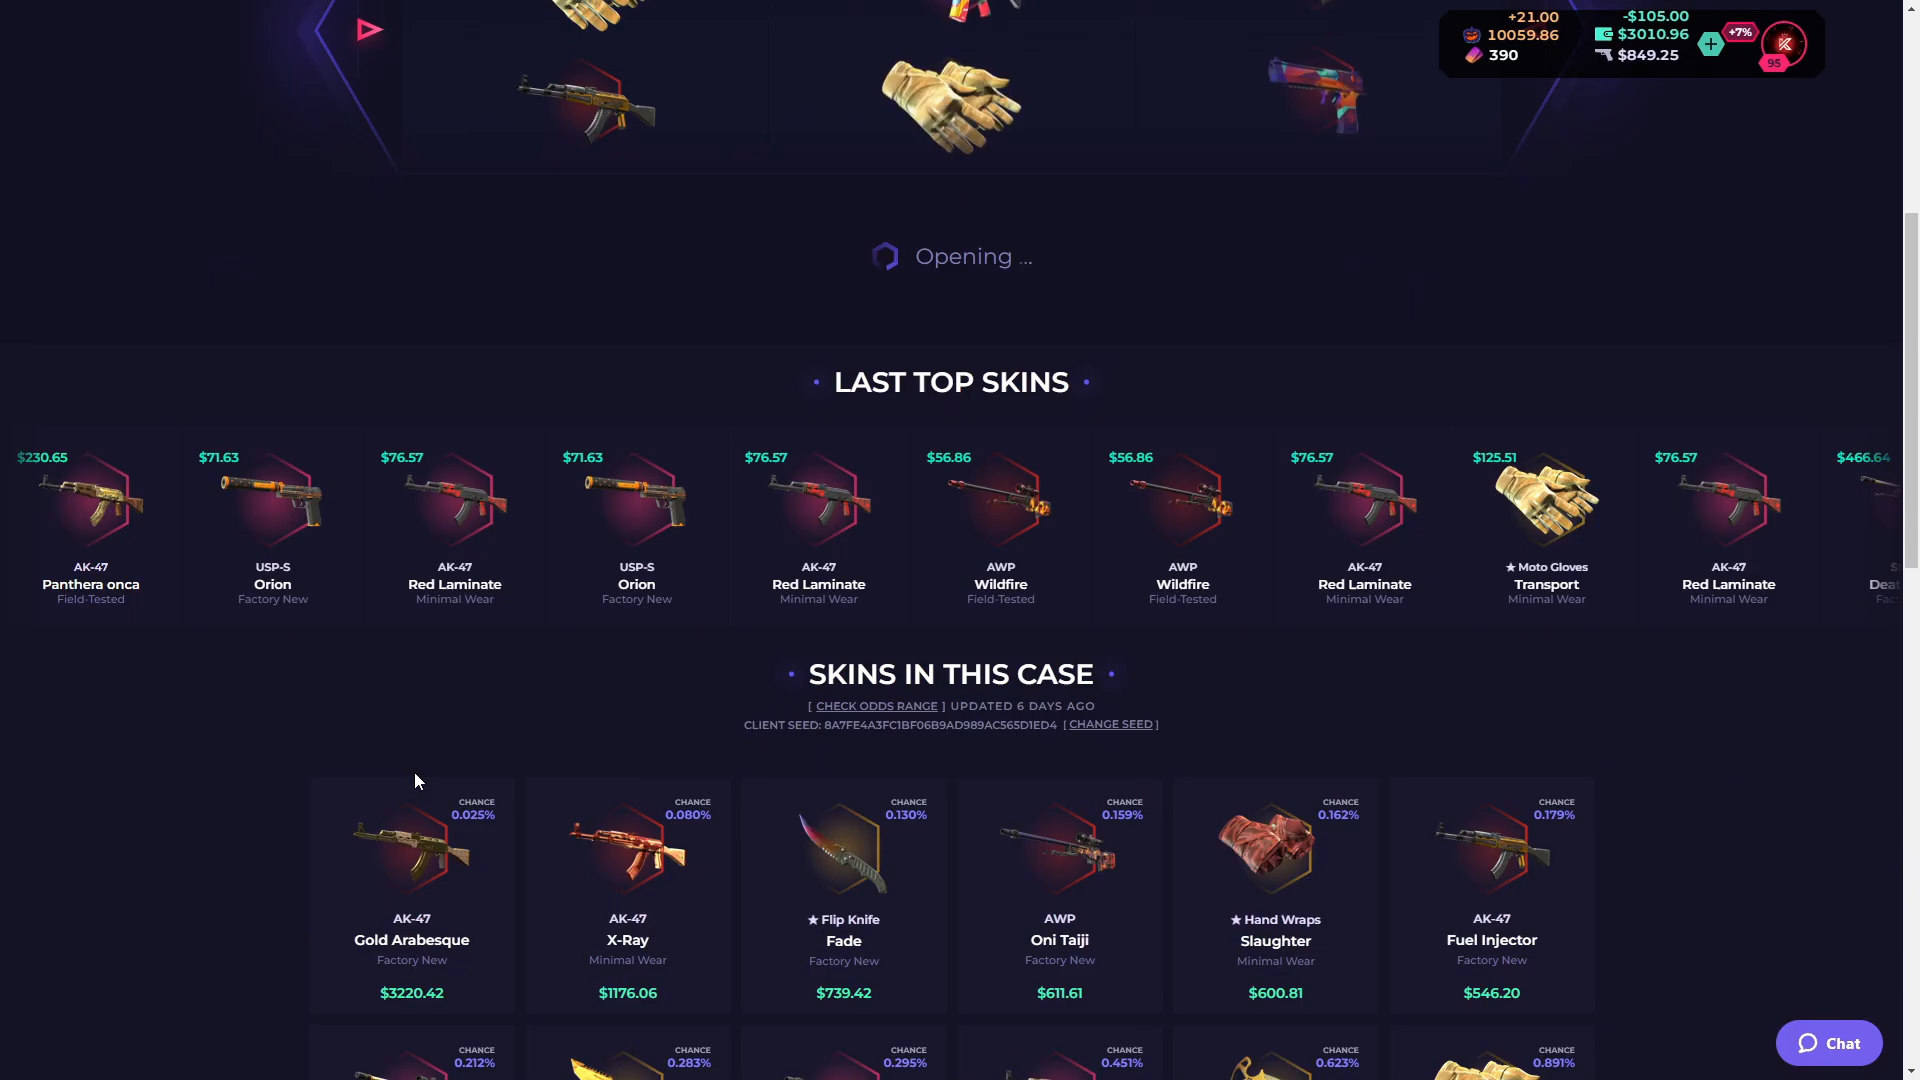 +21.00
10059.86
390
-$105.00
$3010.96
$849.25
+7%
95
Opening ...
LAST TOP SKINS
$230.65
AK-47
Panthera onca
Field-Tested
$71.63
USP-S
Orion
Factory New
$76.57
AK-47
Red Laminate
Minimal Wear
$71.63
USP-S
Orion
Factory New
$76.57
AK-47
Red Laminate
Minimal Wear
$56.86
AWP
Wildfire
Field-Tested
$56.86
AWP
Wildfire
Field-Tested
$76.57
AK-47
Red Laminate
Minimal Wear
$125.51
★ Moto Gloves
Transport
Minimal Wear
$76.57
AK-47
Red Laminate
Minimal Wear
$466.64
SKINS IN THIS CASE
[ CHECK ODDS RANGE ] UPDATED 6 DAYS AGO
CLIENT SEED: 8A7FE4A3FC1BF06B9AD989AC565D1ED4 [ CHANGE SEED ]
CHANCE
0.025%
AK-47
Gold Arabesque
Factory New
$3220.42
CHANCE
0.080%
AK-47
X-Ray
Minimal Wear
$1176.06
CHANCE
0.130%
★ Flip Knife
Fade
Factory New
$739.42
CHANCE
0.159%
AWP
Oni Taiji
Factory New
$611.61
CHANCE
0.162%
★ Hand Wraps
Slaughter
Minimal Wear
$600.81
CHANCE
0.179%
AK-47
Fuel Injector
Factory New
$546.20
CHANCE
0.212%
CHANCE
0.283%
CHANCE
0.295%
CHANCE
0.451%
CHANCE
0.623%
CHANCE
0.891%
Chat